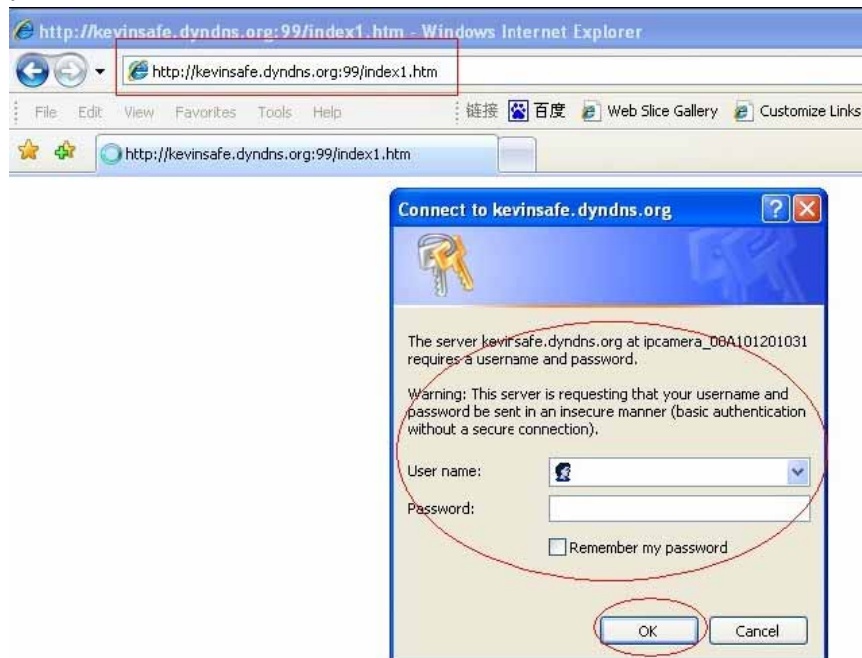 http://kevinsafe.dyndns.org:99/index1.htm - Windows Internet Explorer
http://kevinsafe.dyndns.org:99/index1.htm
File Edit View Favorites Tools Help 链接 百度 Web Slice Gallery Customize Links
http://kevinsafe.dyndns.org:99/index1.htm
Connect to kevinsafe.dyndns.org
The server kevinsafe.dyndns.org at ipcamera_00A101201031
requires a username and password.
Warning: This server is requesting that your username and
password be sent in an insecure manner (basic authentication
without a secure connection).
User name:
Password:
Remember my password
OK Cancel